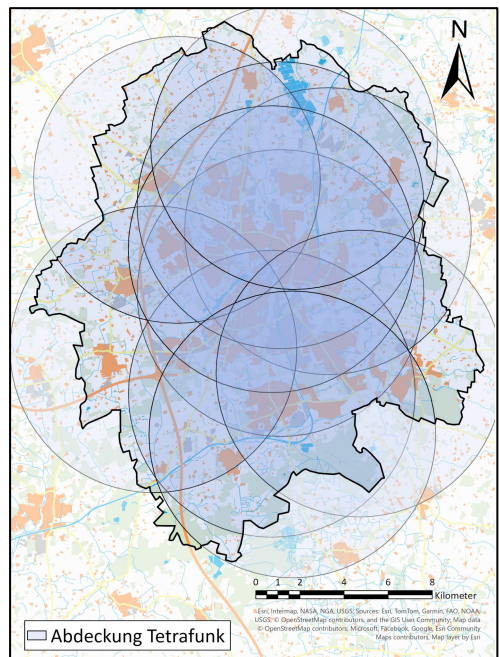 N
0 1 2 4 6 8
Kilometer
Esri, Intermap, NASA, NGA, USGS; Sources: Esri, TomTom, Garmin, FAO, NOAA,
USGS, © OpenStreetMap contributors, and the GIS User Community; Map data
© OpenStreetMap contributors, Microsoft, Facebook, Google, Esri Community
Maps contributors, Map layer by Esri
Abdeckung Tetrafunk